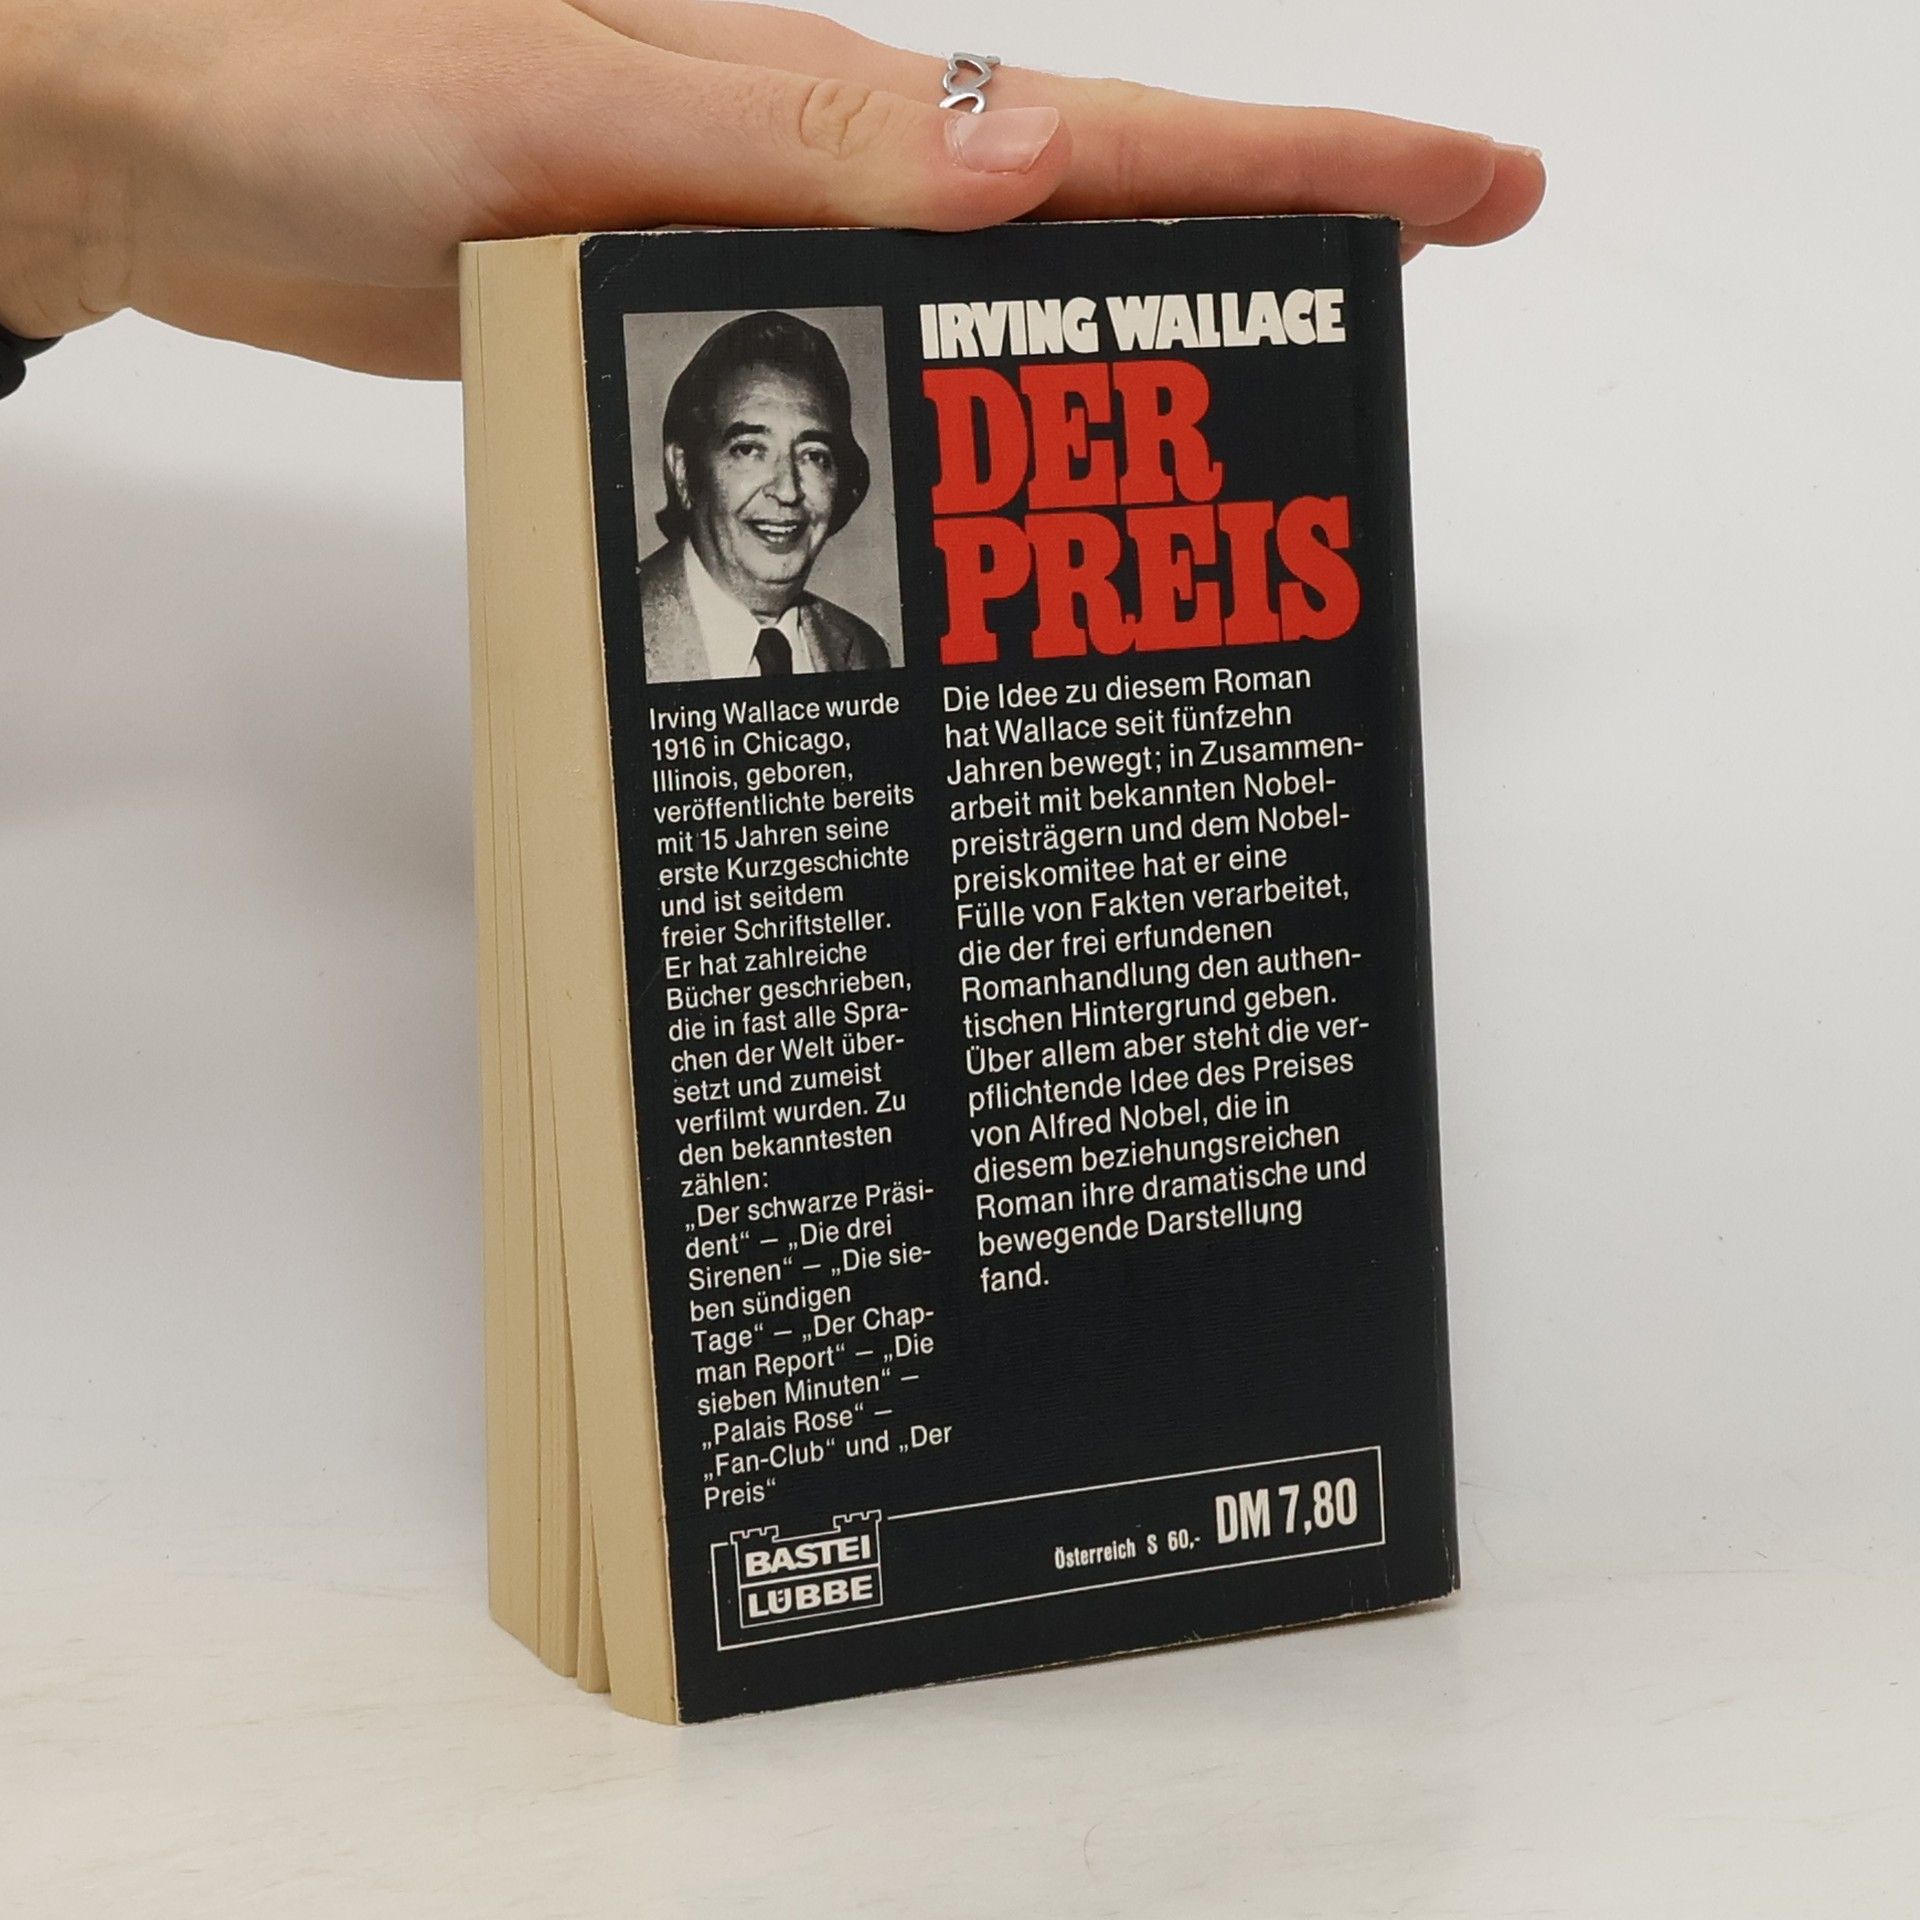 IRVING WALLACE
DER
PREIS
Irving Wallace wurde
1916 in Chicago,
Illinois, geboren,
veröffentlichte bereits
mit 15 Jahren seine
erste Kurzgeschichte
und ist seitdem
freier Schriftsteller.
Er hat zahlreiche
Bücher geschrieben,
die in fast alle Spra-
chen der Welt über-
setzt und zumeist
verfilmt wurden. Zu
den bekanntesten
zählen:
„Der schwarze Präsi-
dent“ – „Die drei
Sirenen“ – „Die sie-
ben sündigen
Tage“ – „Der Chap-
man Report“ – „Die
sieben Minuten“ –
„Palais Rose“ –
„Fan-Club“ und „Der
Preis“
Die Idee zu diesem Roman
hat Wallace seit fünfzehn
Jahren bewegt; in Zusammen-
arbeit mit bekannten Nobel-
preisträgern und dem Nobel-
preiskomitee hat er eine
Fülle von Fakten verarbeitet,
die der frei erfundenen
Romanhandlung den authen-
tischen Hintergrund geben.
Über allem aber steht die ver-
pflichtende Idee des Preises
von Alfred Nobel, die in
diesem beziehungsreichen
Roman ihre dramatische und
bewegende Darstellung
fand.
BASTEI
LÜBBE
Österreich S 60,- DM 7,80